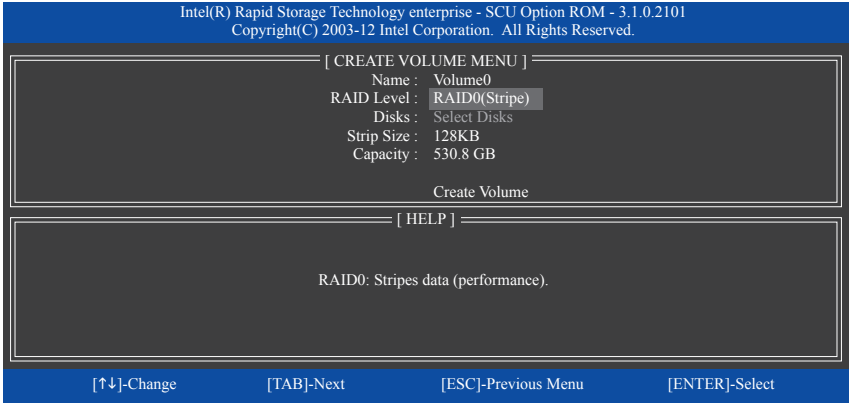 Intel(R) Rapid Storage Technology enterprise - SCU Option ROM - 3.1.0.2101
Copyright(C) 2003-12 Intel Corporation.  All Rights Reserved.
[ CREATE VOLUME MENU ]
Name : Volume0
RAID Level : RAID0(Stripe)
Disks : Select Disks
Strip Size : 128KB
Capacity : 530.8 GB
Create Volume
[ HELP ]
RAID0: Stripes data (performance).
[↑↓]-Change [TAB]-Next [ESC]-Previous Menu [ENTER]-Select